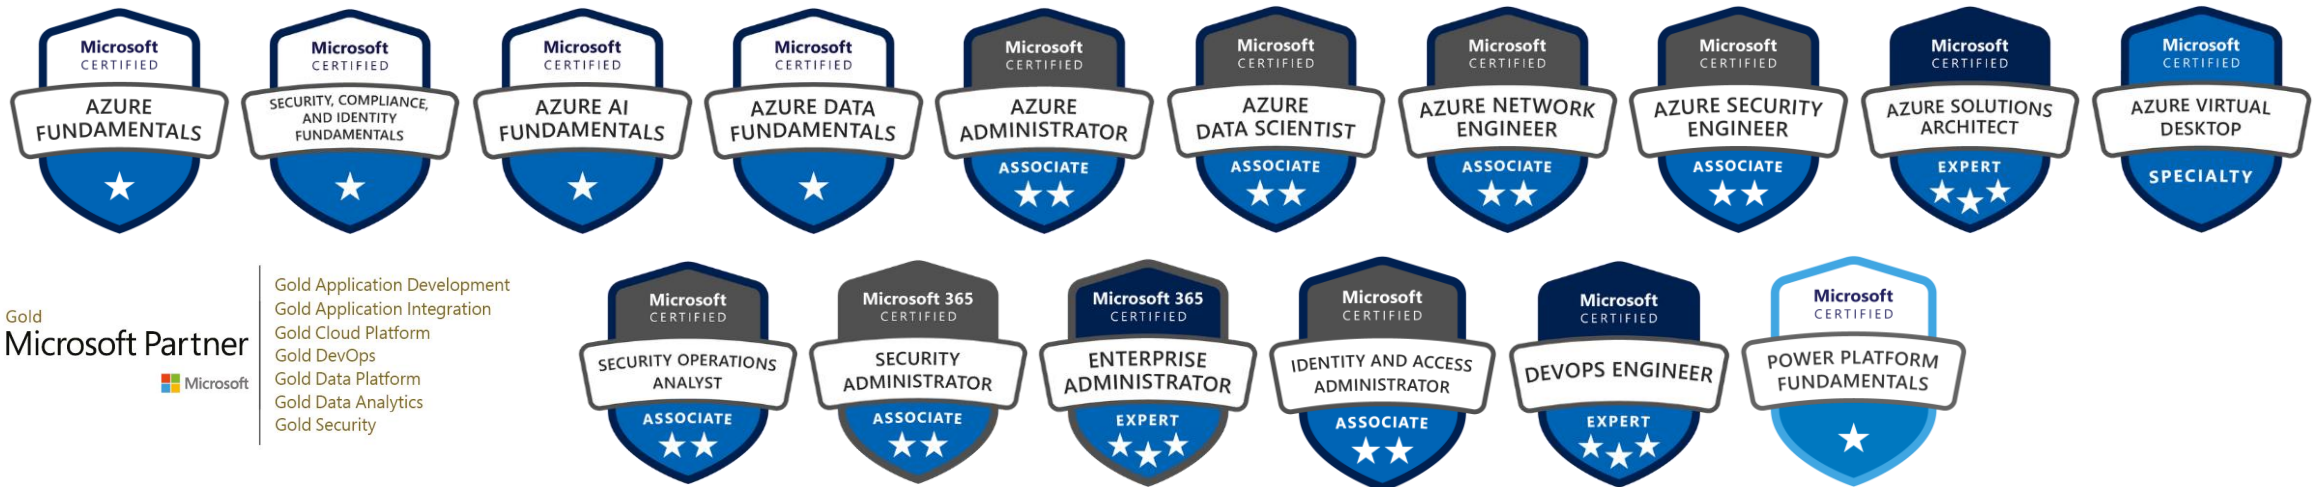 Microsoft
CERTIFIED
AZURE
FUNDAMENTALS
Microsoft
CERTIFIED
SECURITY, COMPLIANCE,
AND IDENTITY
FUNDAMENTALS
Microsoft
CERTIFIED
AZURE AI
FUNDAMENTALS
Microsoft
CERTIFIED
AZURE DATA
FUNDAMENTALS
Microsoft
CERTIFIED
AZURE
ADMINISTRATOR
ASSOCIATE
Microsoft
CERTIFIED
AZURE
DATA SCIENTIST
ASSOCIATE
Microsoft
CERTIFIED
AZURE NETWORK
ENGINEER
ASSOCIATE
Microsoft
CERTIFIED
AZURE SECURITY
ENGINEER
ASSOCIATE
Microsoft
CERTIFIED
AZURE SOLUTIONS
ARCHITECT
EXPERT
Microsoft
CERTIFIED
AZURE VIRTUAL
DESKTOP
SPECIALTY
Gold
Microsoft Partner
Microsoft
Gold Application Development
Gold Application Integration
Gold Cloud Platform
Gold DevOps
Gold Data Platform
Gold Data Analytics
Gold Security
Microsoft
CERTIFIED
SECURITY OPERATIONS
ANALYST
ASSOCIATE
Microsoft 365
CERTIFIED
SECURITY
ADMINISTRATOR
ASSOCIATE
Microsoft 365
CERTIFIED
ENTERPRISE
ADMINISTRATOR
EXPERT
Microsoft
CERTIFIED
IDENTITY AND ACCESS
ADMINISTRATOR
ASSOCIATE
Microsoft
CERTIFIED
DEVOPS ENGINEER
EXPERT
Microsoft
CERTIFIED
POWER PLATFORM
FUNDAMENTALS